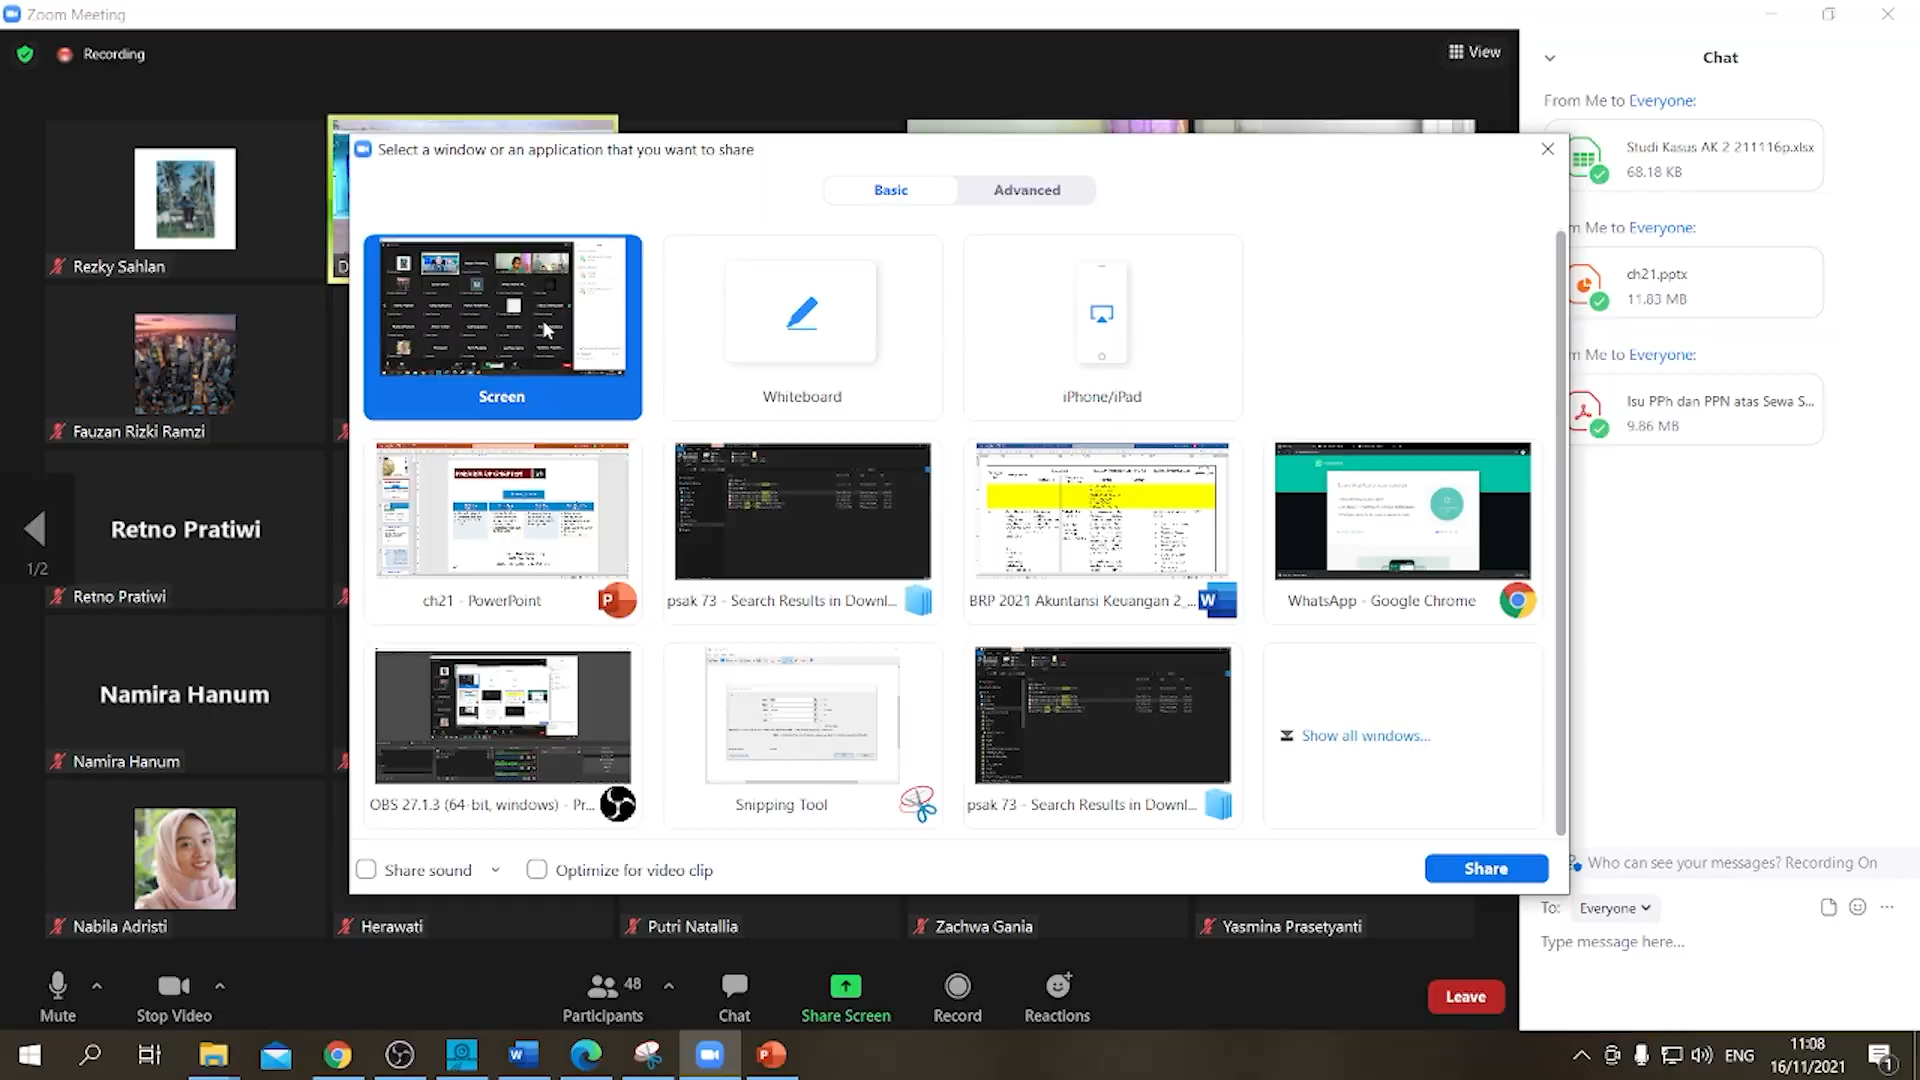 Zoom Meeting
Recording
View
Chat
From Me to Everyone:
Studi Kasus AK 2 211116p.xlsx
68.18 KB
m Me to Everyone:
ch21.pptx
11.83 MB
m Me to Everyone:
Isu PPh dan PPN atas Sewa S...
9.86 MB
Rezky Sahlan
D
Fauzan Rizki Ramzi
Retno Pratiwi
1/2
Retno Pratiwi
Namira Hanum
Namira Hanum
Nabila Adristi
Herawati
Putri Natallia
Zachwa Gania
Yasmina Prasetyanti
Select a window or an application that you want to share
Basic
Advanced
Screen
Whiteboard
iPhone/iPad
ch21 - PowerPoint
psak 73 - Search Results in Downl...
BRP 2021 Akuntansi Keuangan 2_...
WhatsApp - Google Chrome
OBS 27.1.3 (64-bit, windows) - Pr...
Snipping Tool
psak 73 - Search Results in Downl...
Show all windows...
Share sound
Optimize for video clip
Share
Who can see your messages? Recording On
To: Everyone
Type message here...
Mute
Stop Video
Participants
48
Chat
Share Screen
Record
Reactions
Leave
ENG
11:08
16/11/2021
1